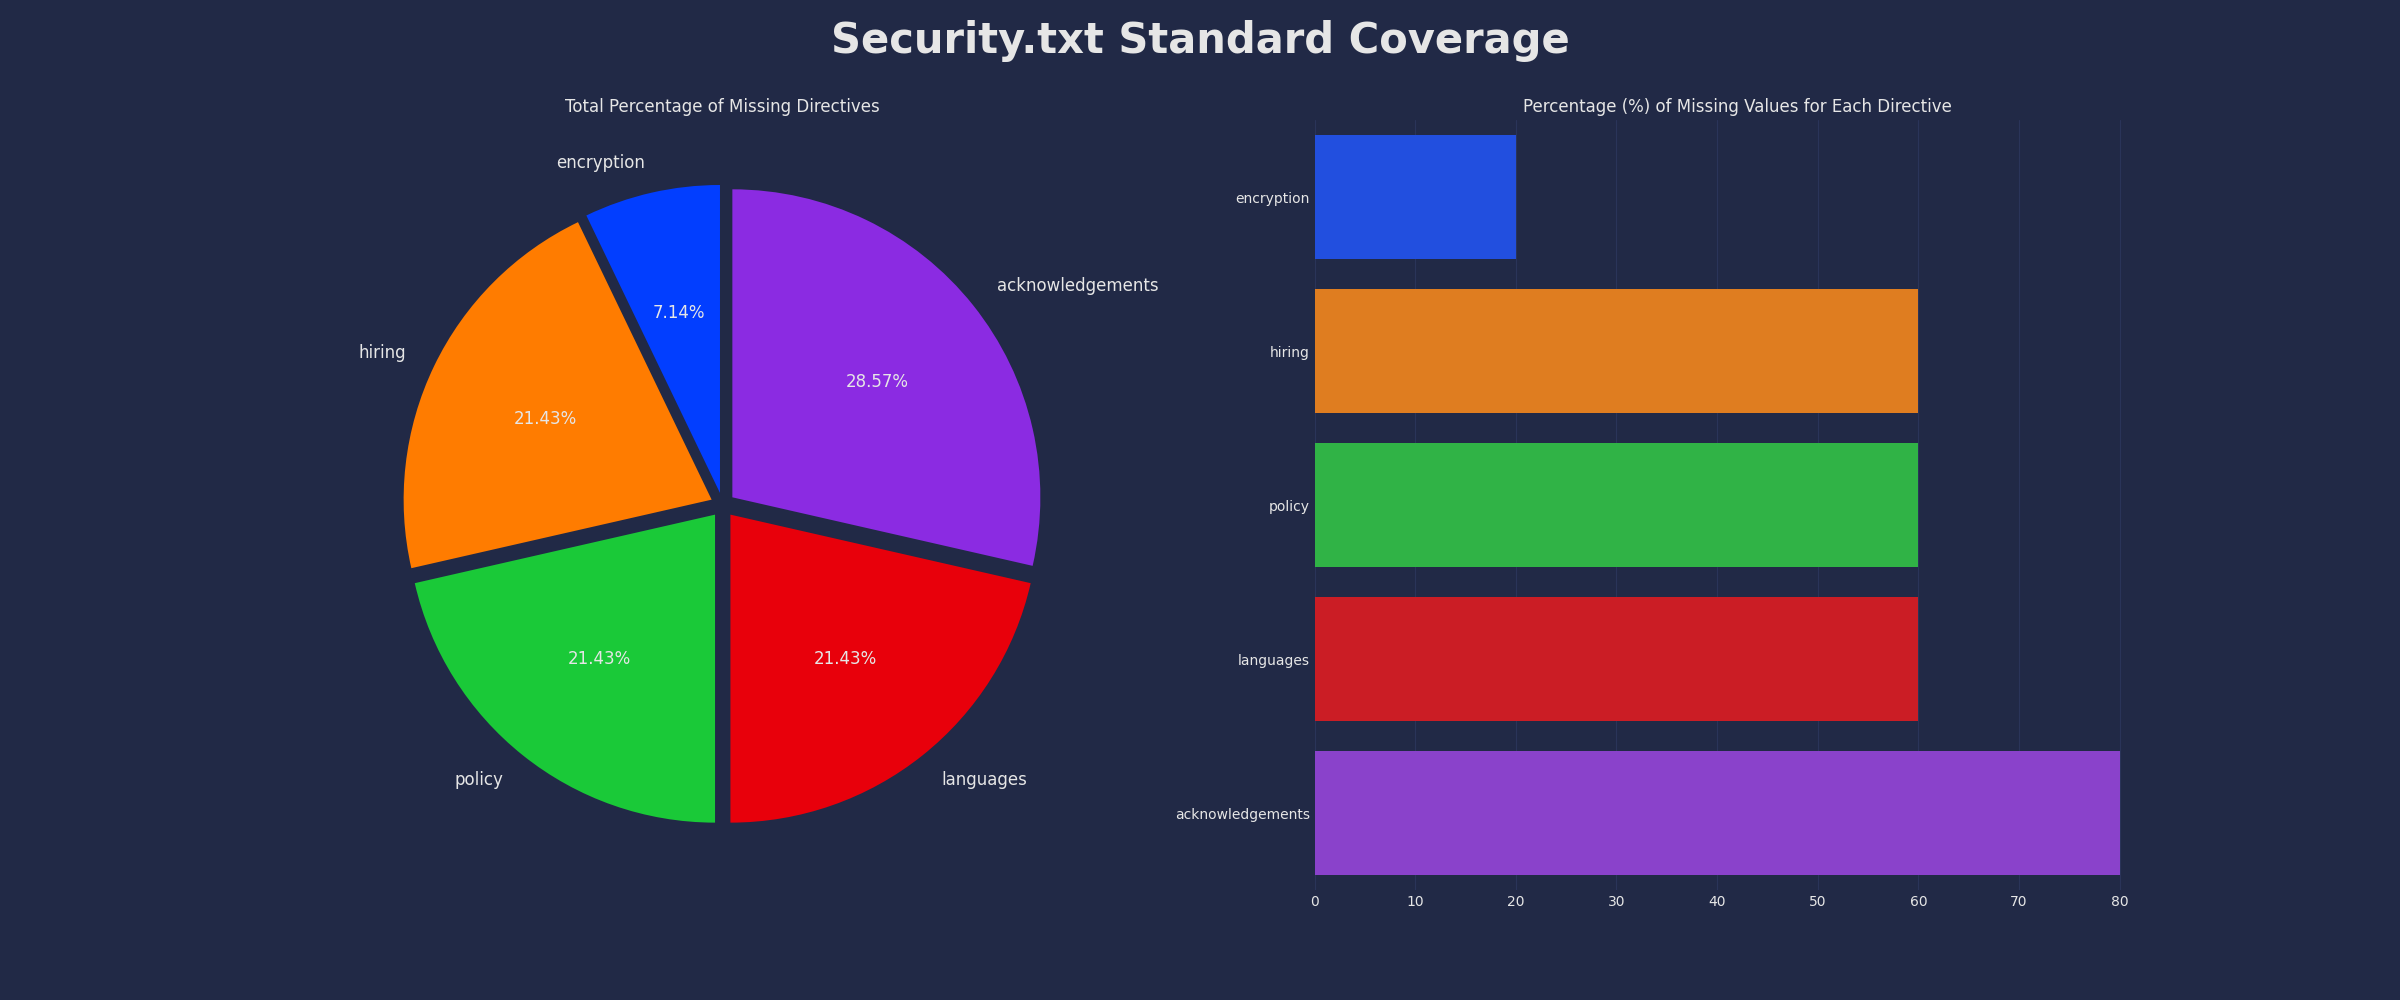 Security.txt Standard Coverage
Total Percentage of Missing Directives
encryption
7.14%
acknowledgements
28.57%
hiring
21.43%
policy
21.43%
languages
21.43%
Percentage (%) of Missing Values for Each Directive
encryption
hiring
policy
languages
acknowledgements
0 10 20 30 40 50 60 70 80